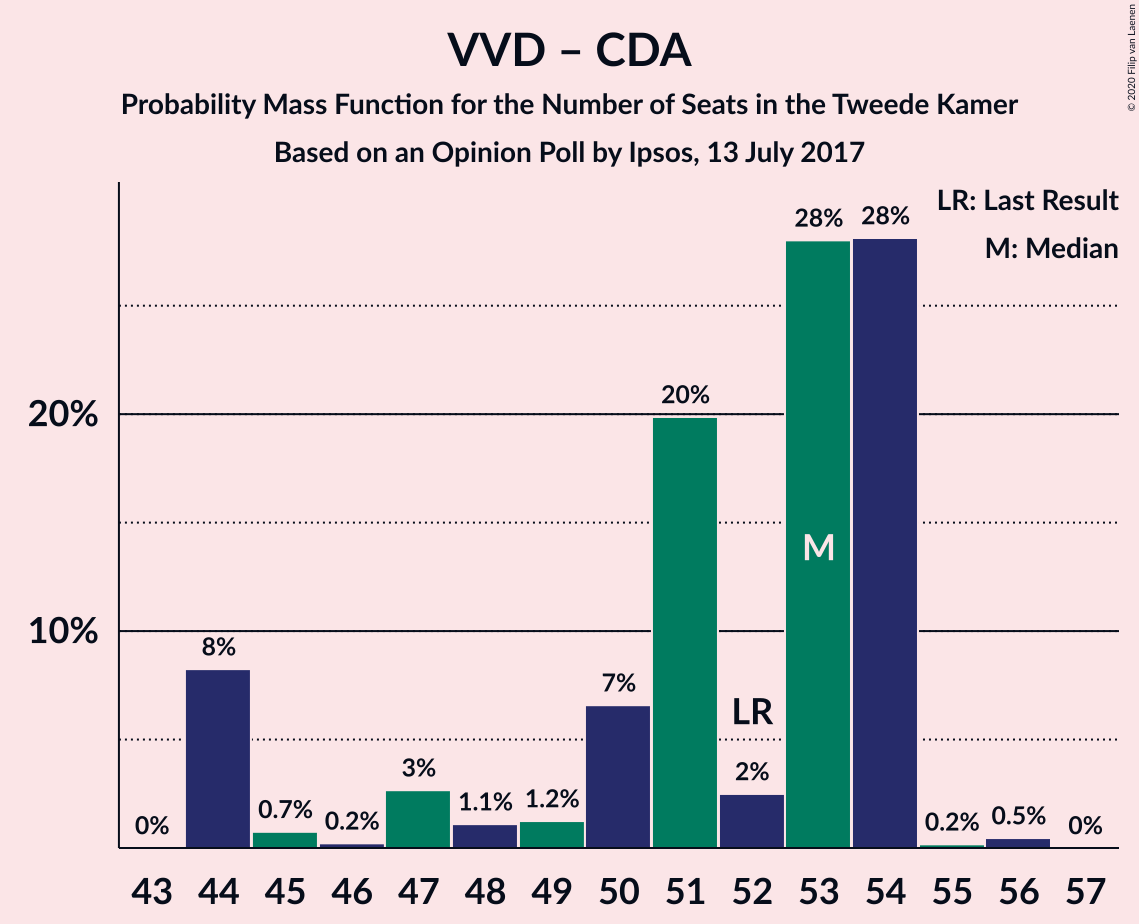 VVD – CDA
Probability Mass Function for the Number of Seats in the Tweede Kamer
Based on an Opinion Poll by Ipsos, 13 July 2017
© 2020 Filip van Laenen
LR: Last Result
M: Median
20%
10%
0%
8%
0.7%
0.2%
3%
1.1%
1.2%
7%
20%
LR
2%
28%
M
28%
0.2%
0.5%
0%
43 44 45 46 47 48 49 50 51 52 53 54 55 56 57